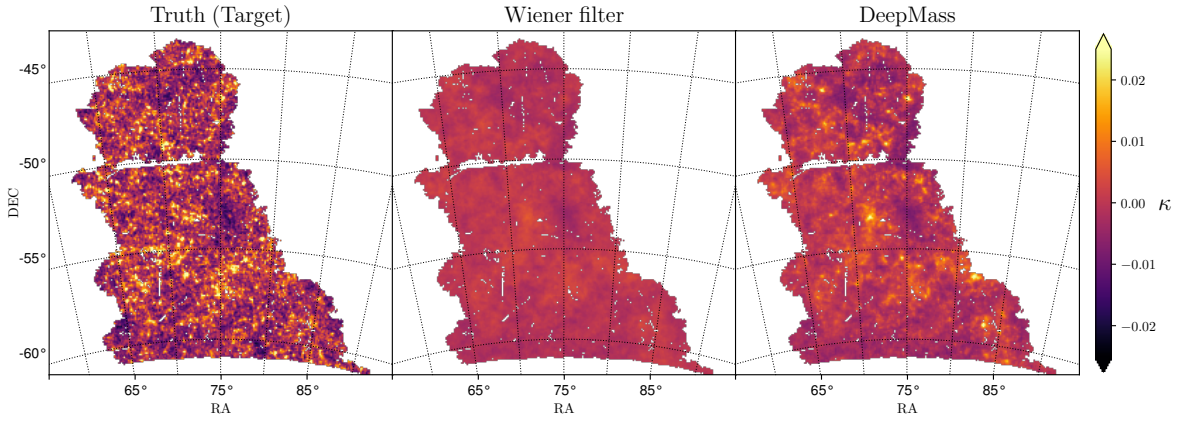 Truth (Target)
Wiener filter
DeepMass
-45°
-50°
-55°
-60°
DEC
65°
75°
85°
RA
65°
75°
85°
RA
65°
75°
85°
RA
0.02
0.01
0.00
−0.01
−0.02
κ